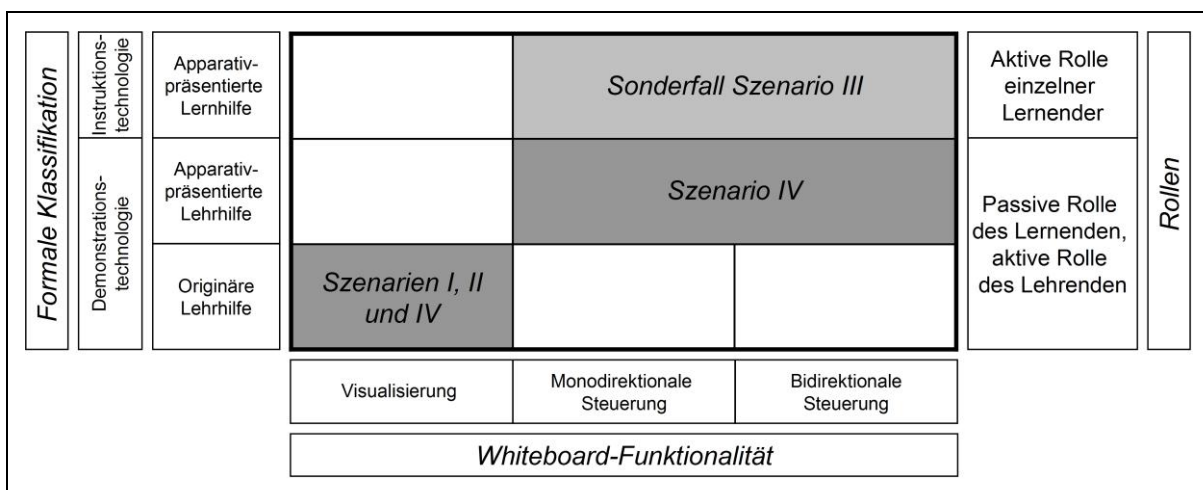 Formale Klassifikation
Instruktions-
technologie
Demonstrations-
technologie
Apparativ-
präsentierte
Lernhilfe
Apparativ-
präsentierte
Lehrhilfe
Originäre
Lehrhilfe
Sonderfall Szenario III
Szenario IV
Szenarien I, II
und IV
Aktive Rolle
einzelner
Lernender
Passive Rolle
des Lernenden,
aktive Rolle
des Lehrenden
Rollen
Visualisierung
Monodirektionale
Steuerung
Bidirektionale
Steuerung
Whiteboard-Funktionalität